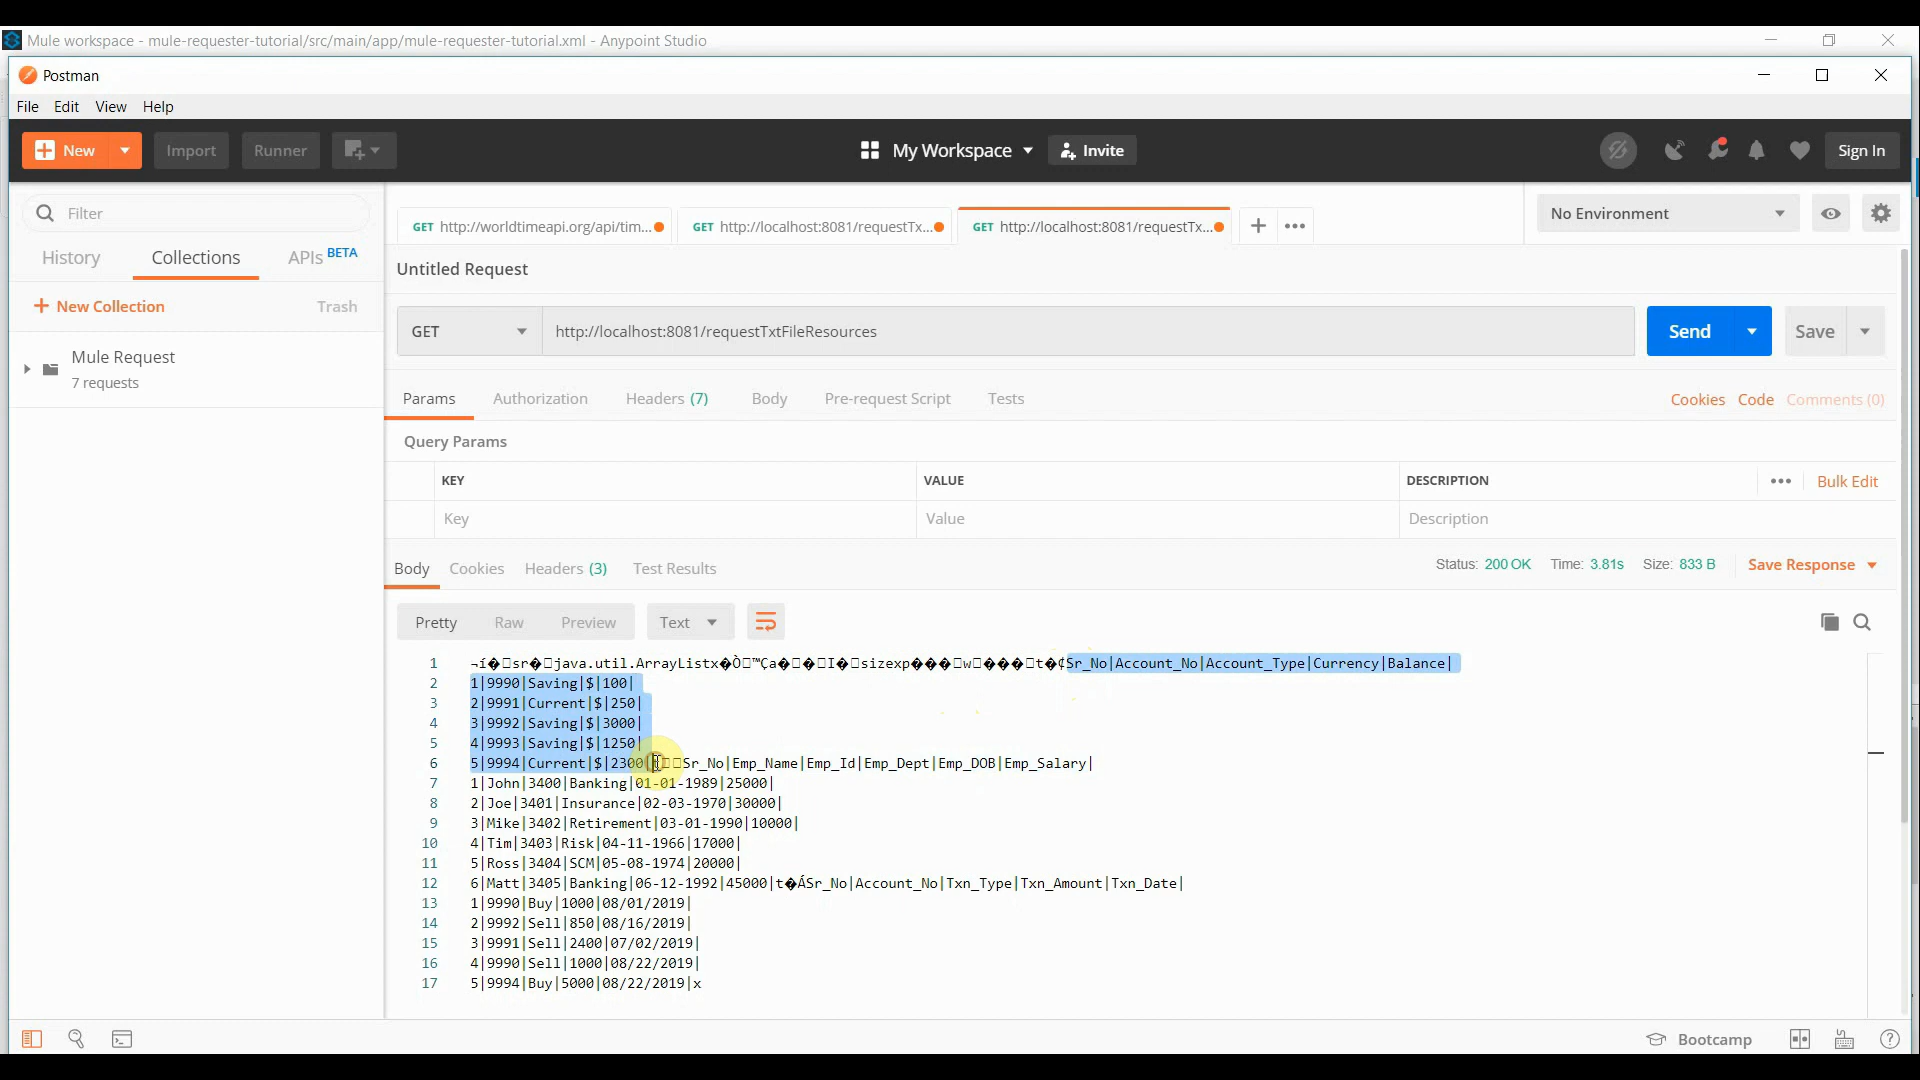 Mule workspace - mule-requester-tutorial/src/main/app/mule-requester-tutorial.xml - Anypoint Studio
Postman
File Edit View Help
New Import Runner My Workspace Invite Sign In
Filter
GET http://worldtimeapi.org/api/tim... GET http://localhost:8081/requestTx... GET http://localhost:8081/requestTx... No Environment
History Collections APIs BETA
Untitled Request
New Collection Trash
GET http://localhost:8081/requestTxtFileResources Send Save
Mule Request
7 requests
Params Authorization Headers (7) Body Pre-request Script Tests Cookies Code Comments (0)
Query Params
KEY VALUE DESCRIPTION Bulk Edit
Key Value Description
Body Cookies Headers (3) Test Results Status: 200 OK Time: 3.81s Size: 833 B Save Response
Pretty Raw Preview Text
1 ¬í�□sr�□java.util.ArrayListx�Ò□™Ça�□�I�□sizexp���□w□���□t�¢Sr_No|Account_No|Account_Type|Currency|Balance|
2 1|9990|Saving|$|100|
3 2|9991|Current|$|250|
4 3|9992|Saving|$|3000|
5 4|9993|Saving|$|1250|
6 5|9994|Current|$|2300 Sr_No|Emp_Name|Emp_Id|Emp_Dept|Emp_DOB|Emp_Salary|
7 1|John|3400|Banking|01-01-1989|25000|
8 2|Joe|3401|Insurance|02-03-1970|30000|
9 3|Mike|3402|Retirement|03-01-1990|10000|
10 4|Tim|3403|Risk|04-11-1966|17000|
11 5|Ross|3404|SCM|05-08-1974|20000|
12 6|Matt|3405|Banking|06-12-1992|45000|t�ÁSr_No|Account_No|Txn_Type|Txn_Amount|Txn_Date|
13 1|9990|Buy|1000|08/01/2019|
14 2|9992|Sell|850|08/16/2019|
15 3|9991|Sell|2400|07/02/2019|
16 4|9990|Sell|1000|08/22/2019|
17 5|9994|Buy|5000|08/22/2019|x
Bootcamp